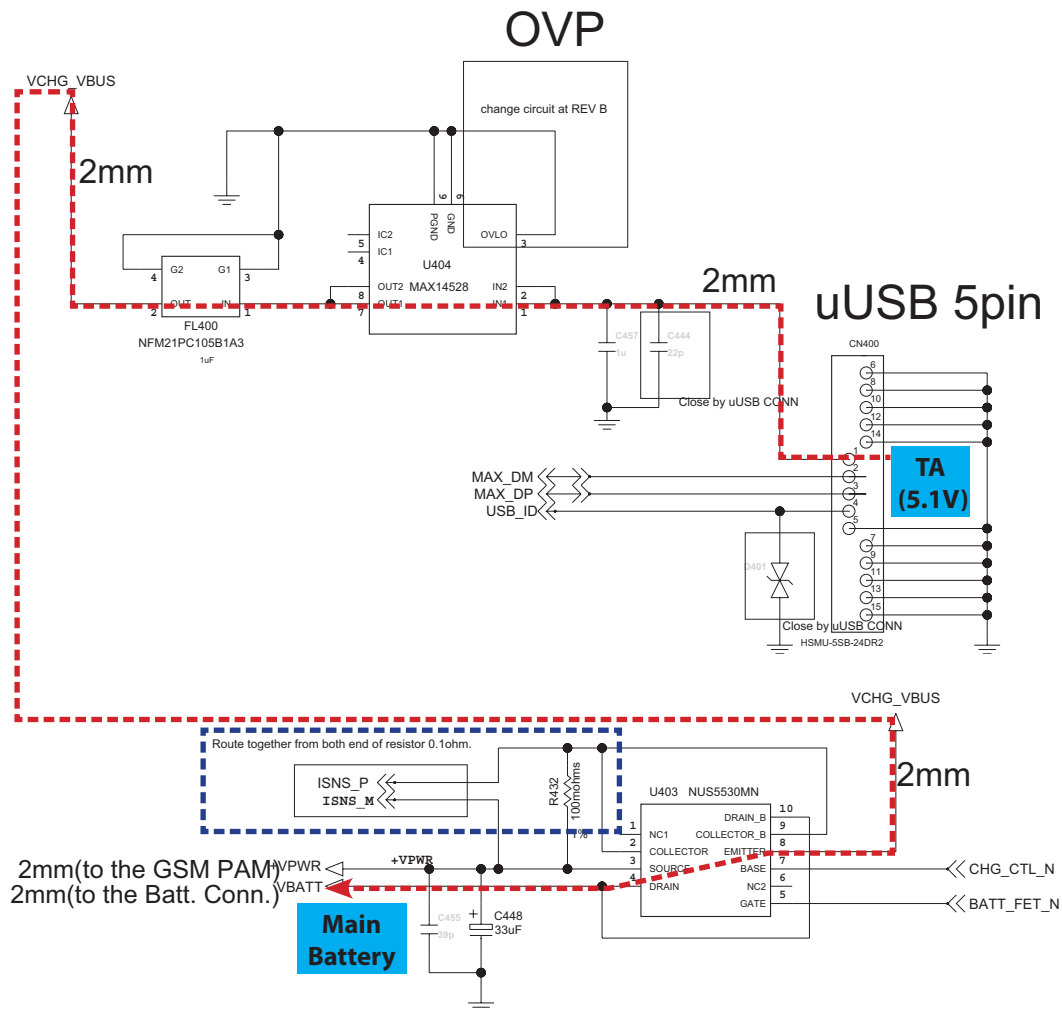 OVP
VCHG_VBUS
change circuit at REV B
2mm
9
6
PGND
GND
IC2
5
IC1
4
OVLO
3
U404
MAX14528
OUT2
8
OUT1
7
IN2
2
IN1
1
G2
4
G1
3
OUT
2
IN
1
FL400
NFM21PC105B1A3
1uF
2mm
uUSB 5pin
C457
1u
C444
22p
Close by uUSB CONN
CN400
6
8
10
12
14
1
2
3
4
5
7
9
11
13
15
TA
(5.1V)
MAX_DM
MAX_DP
USB_ID
D401
Close by uUSB CONN
HSMU-5SB-24DR2
VCHG_VBUS
2mm
Route together from both end of resistor 0.1ohm.
ISNS_P
ISNS_M
R432
100mohms
1%
U403 NUS5530MN
1
NC1
2
COLLECTOR
3
SOURCE
4
DRAIN
DRAIN_B
10
COLLECTOR_B
9
EMITTER
8
BASE
7
NC2
6
GATE
5
CHG_CTL_N
BATT_FET_N
+VPWR
2mm(to the GSM PAM)
+VPWR
2mm(to the Batt. Conn.)
VBATT
Main
Battery
C455
39p
+
C448
33uF